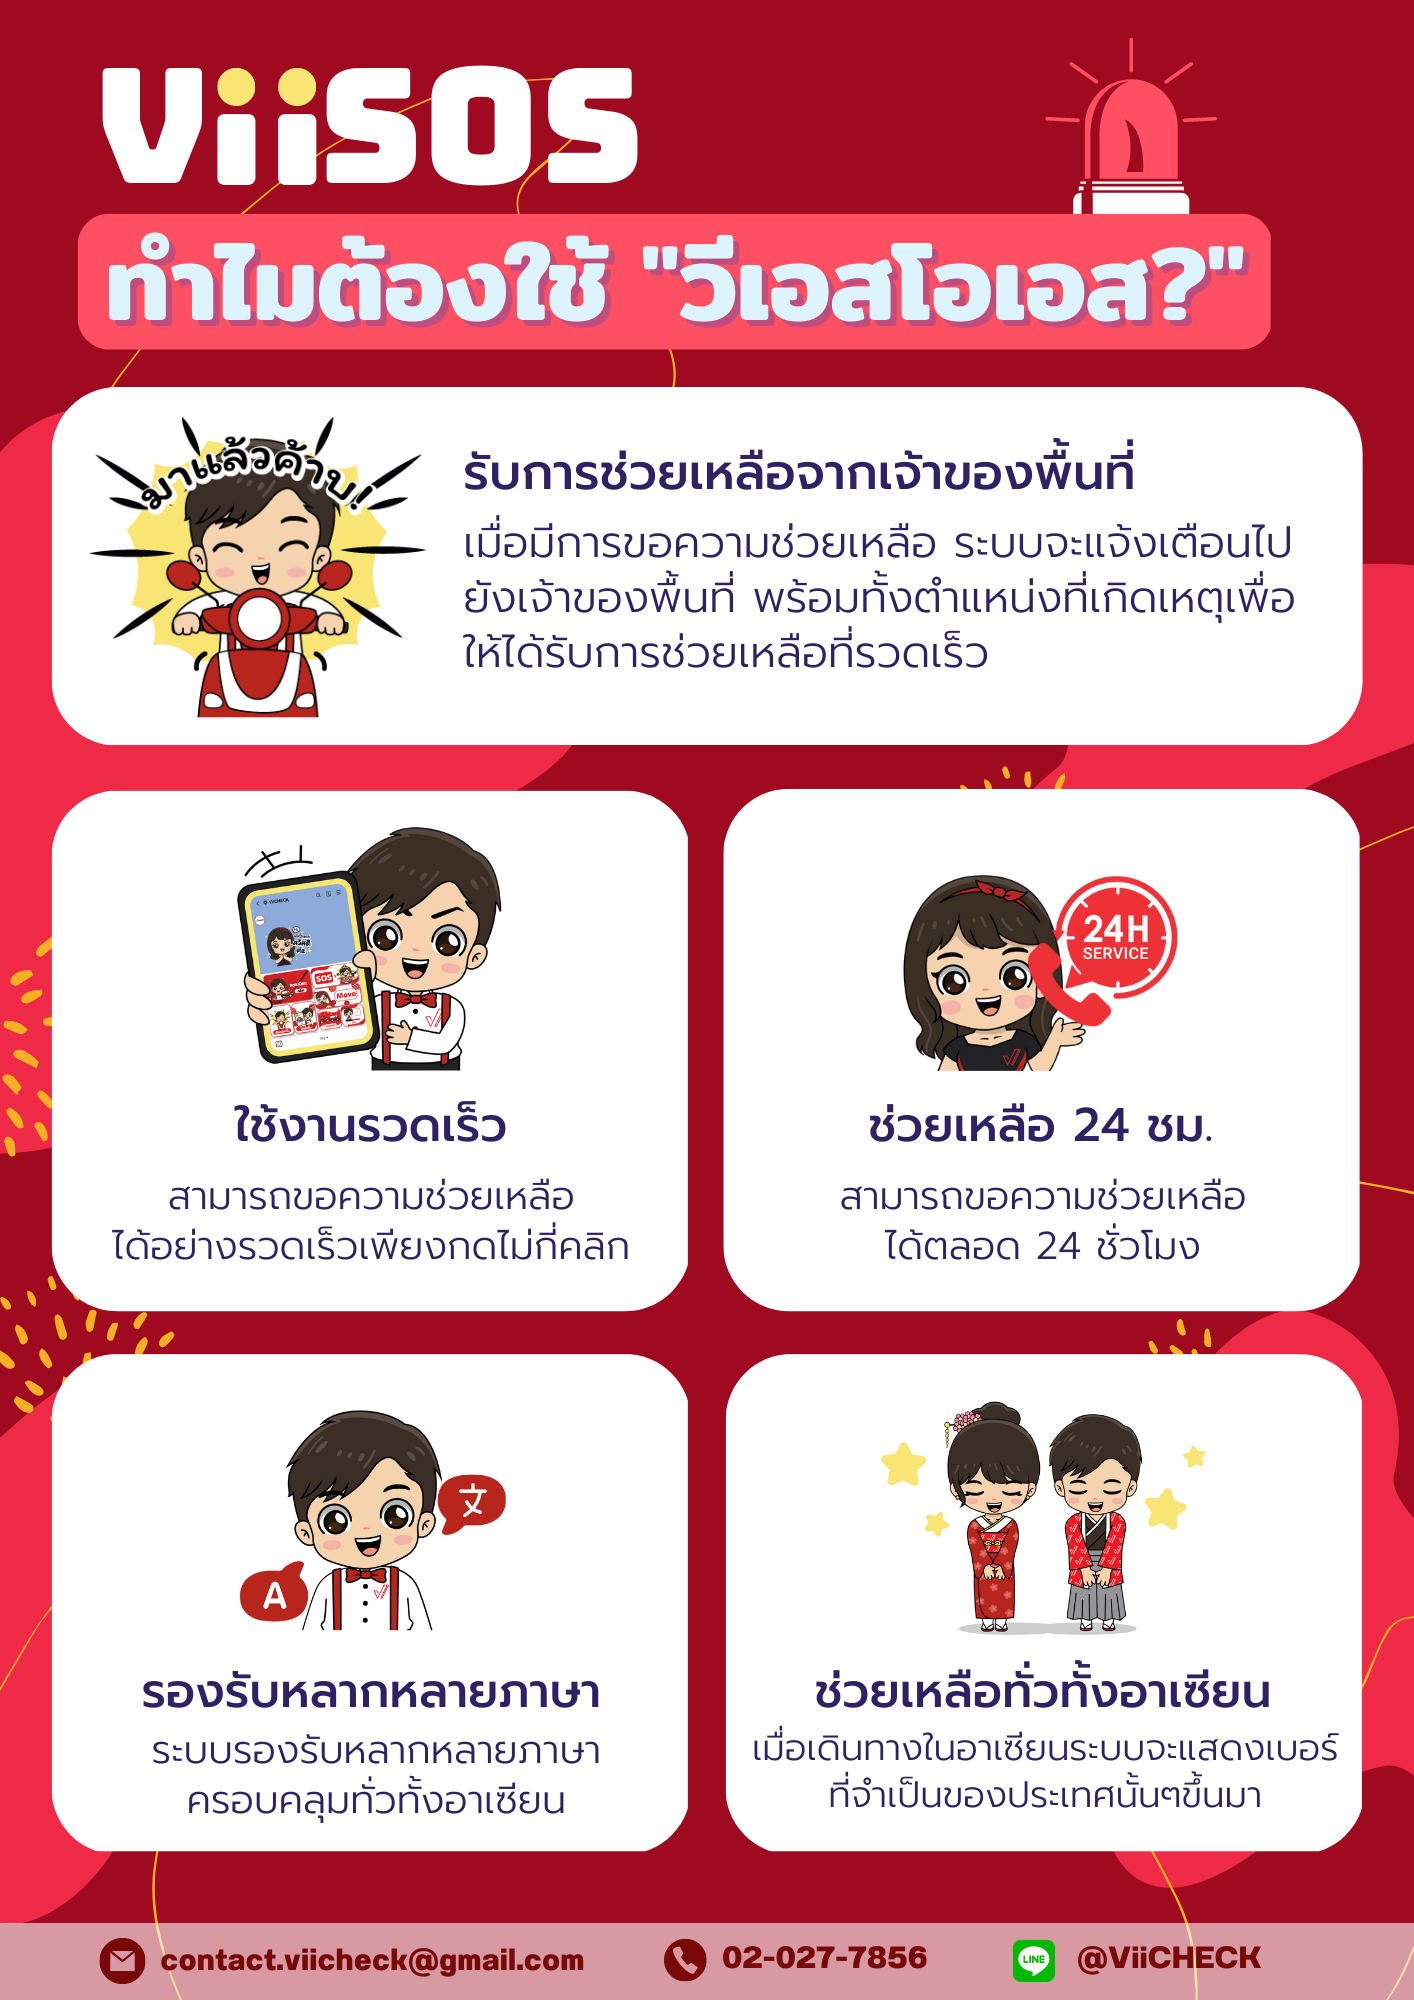 ViiSOS
ทำไมต้องใช้ "วีเอสโอเอส?"
มาแล้วค้าบ!
รับการช่วยเหลือจากเจ้าของพื้นที่
เมื่อมีการขอความช่วยเหลือ ระบบจะแจ้งเตือนไป
ยังเจ้าของพื้นที่ พร้อมทั้งตำแหน่งที่เกิดเหตุเพื่อ
ให้ได้รับการช่วยเหลือที่รวดเร็ว
ViiCHECK
SOS
Move
ใช้งานรวดเร็ว
สามารถขอความช่วยเหลือ
ได้อย่างรวดเร็วเพียงกดไม่กี่คลิก
24H
SERVICE
ช่วยเหลือ 24 ชม.
สามารถขอความช่วยเหลือ
ได้ตลอด 24 ชั่วโมง
文
A
รองรับหลากหลายภาษา
ระบบรองรับหลากหลายภาษา
ครอบคลุมทั่วทั้งอาเซียน
ช่วยเหลือทั่วทั้งอาเซียน
เมื่อเดินทางในอาเซียนระบบจะแสดงเบอร์
ที่จำเป็นของประเทศนั้นๆขึ้นมา
contact.viicheck@gmail.com
02-027-7856
LINE
@ViiCHECK